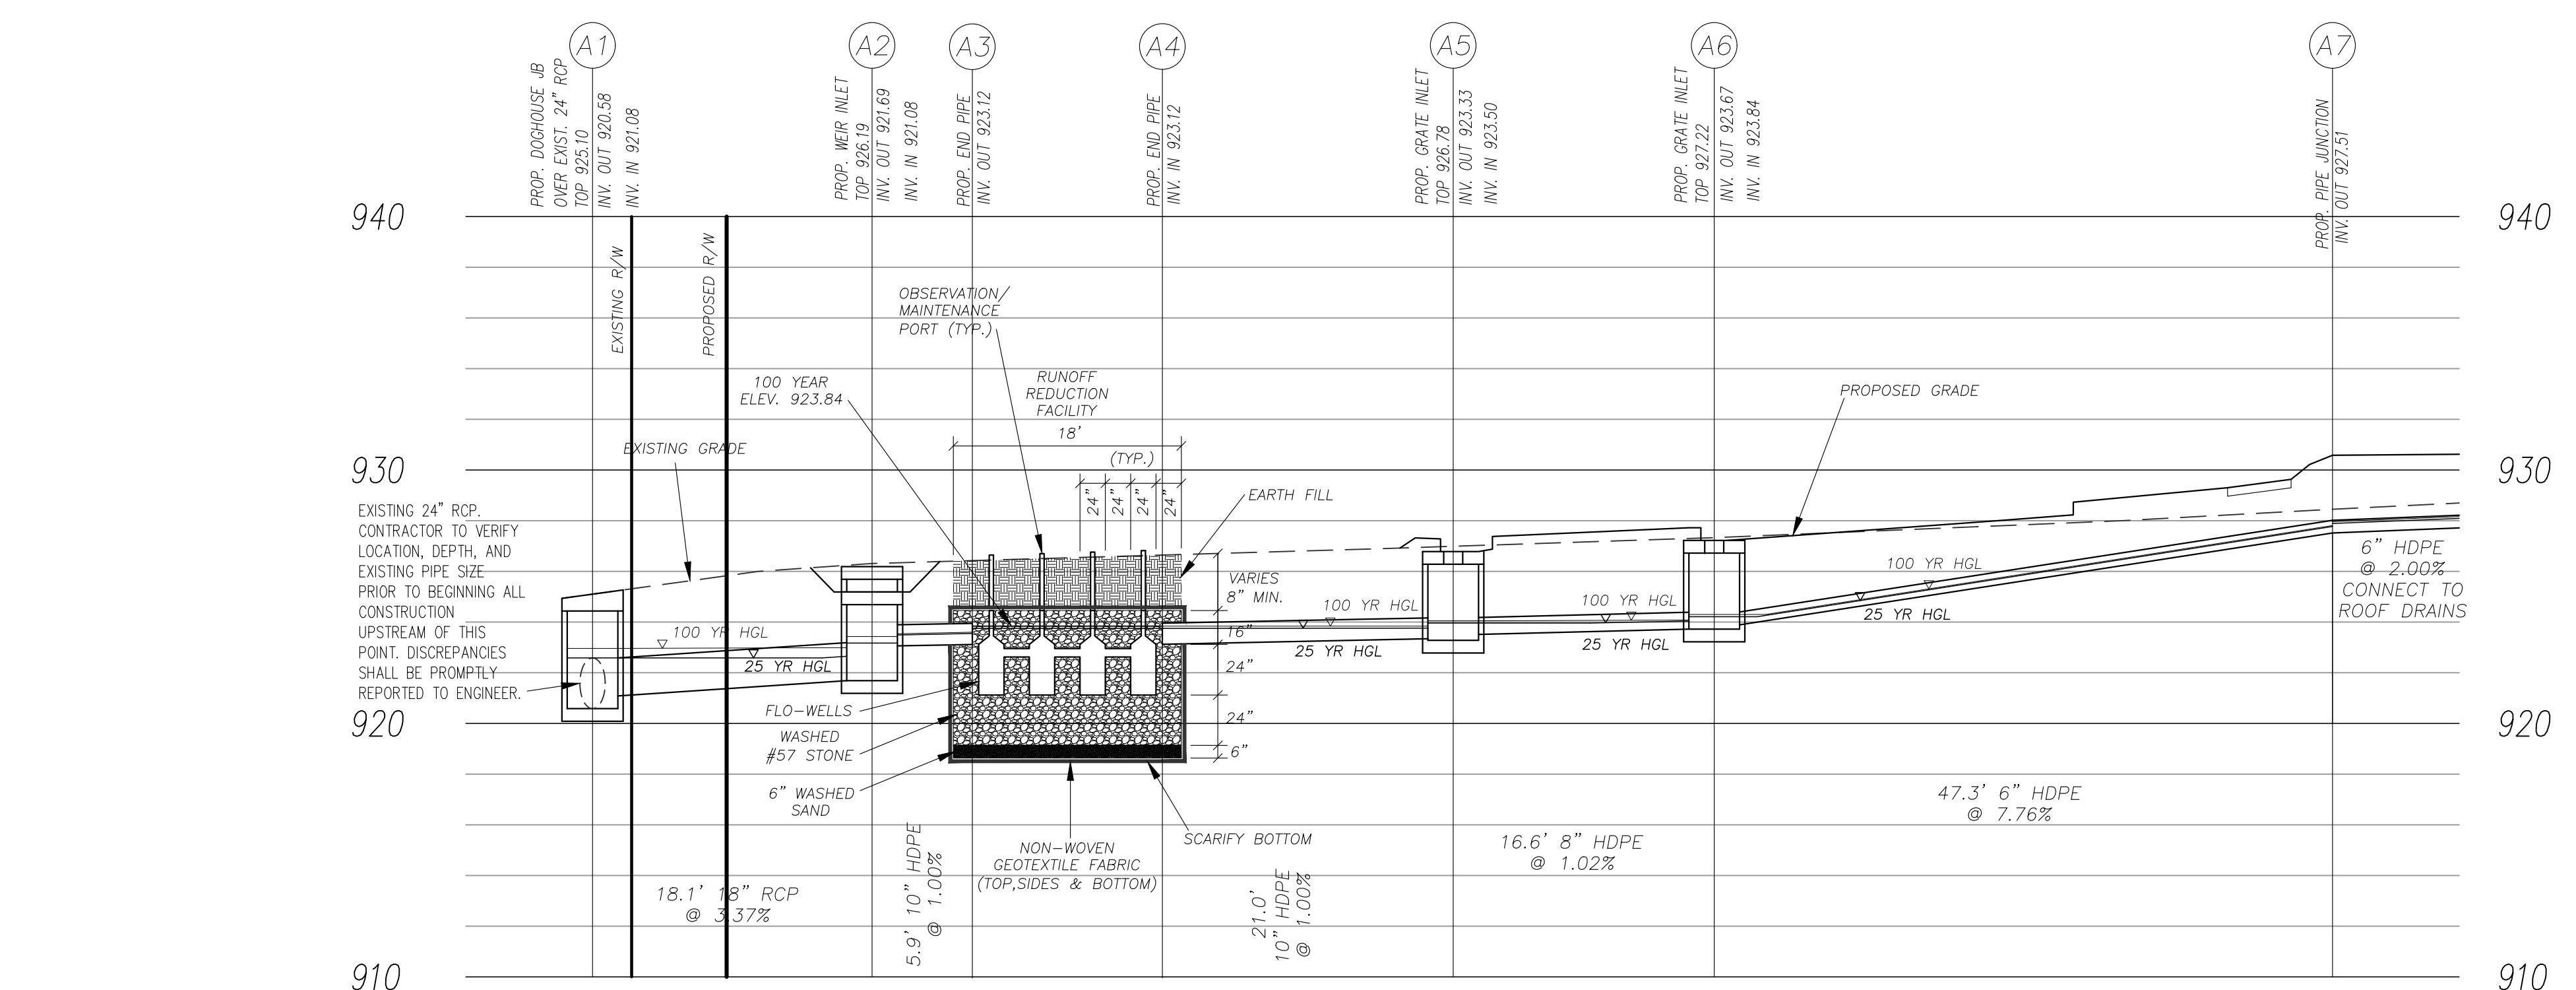 A1
A2
A3
A4
A5
A6
A7
PROP. DOGHOUSE JB
OVER EXIST. 24" RCP
TOP 925.10
INV. OUT 920.58
INV. IN 921.08
PROP. WEIR INLET
TOP 926.19
INV. OUT 921.69
INV. IN 921.08
PROP. END PIPE
INV. OUT 923.12
PROP. END PIPE
INV. IN 923.12
PROP. GRATE INLET
TOP 926.78
INV. OUT 923.33
INV. IN 923.50
PROP. GRATE INLET
TOP 927.22
INV. OUT 923.67
INV. IN 923.84
PROP. PIPE JUNCTION
INV. OUT 927.51
940
940
EXISTING R/W
PROPOSED R/W
OBSERVATION/
MAINTENANCE
PORT (TYP.)
100 YEAR
ELEV. 923.84
RUNOFF
REDUCTION
FACILITY
18'
(TYP.)
24"
24"
24"
24"
PROPOSED GRADE
EXISTING GRADE
930
930
EARTH FILL
EXISTING 24" RCP.
CONTRACTOR TO VERIFY
LOCATION, DEPTH, AND
EXISTING PIPE SIZE
PRIOR TO BEGINNING ALL
CONSTRUCTION
UPSTREAM OF THIS
POINT. DISCREPANCIES
SHALL BE PROMPTLY
REPORTED TO ENGINEER.
100 YR HGL
25 YR HGL
VARIES
8" MIN.
16"
24"
24"
6"
100 YR HGL
25 YR HGL
100 YR HGL
25 YR HGL
100 YR HGL
25 YR HGL
6" HDPE
@ 2.00%
CONNECT TO
ROOF DRAINS
FLO-WELLS
WASHED
#57 STONE
6" WASHED
SAND
920
920
NON-WOVEN
GEOTEXTILE FABRIC
(TOP,SIDES & BOTTOM)
SCARIFY BOTTOM
18.1' 18" RCP
@ 3.37%
5.9' 10" HDPE
@ 1.00%
21.0'
10" HDPE
@ 1.00%
16.6' 8" HDPE
@ 1.02%
47.3' 6" HDPE
@ 7.76%
910
910